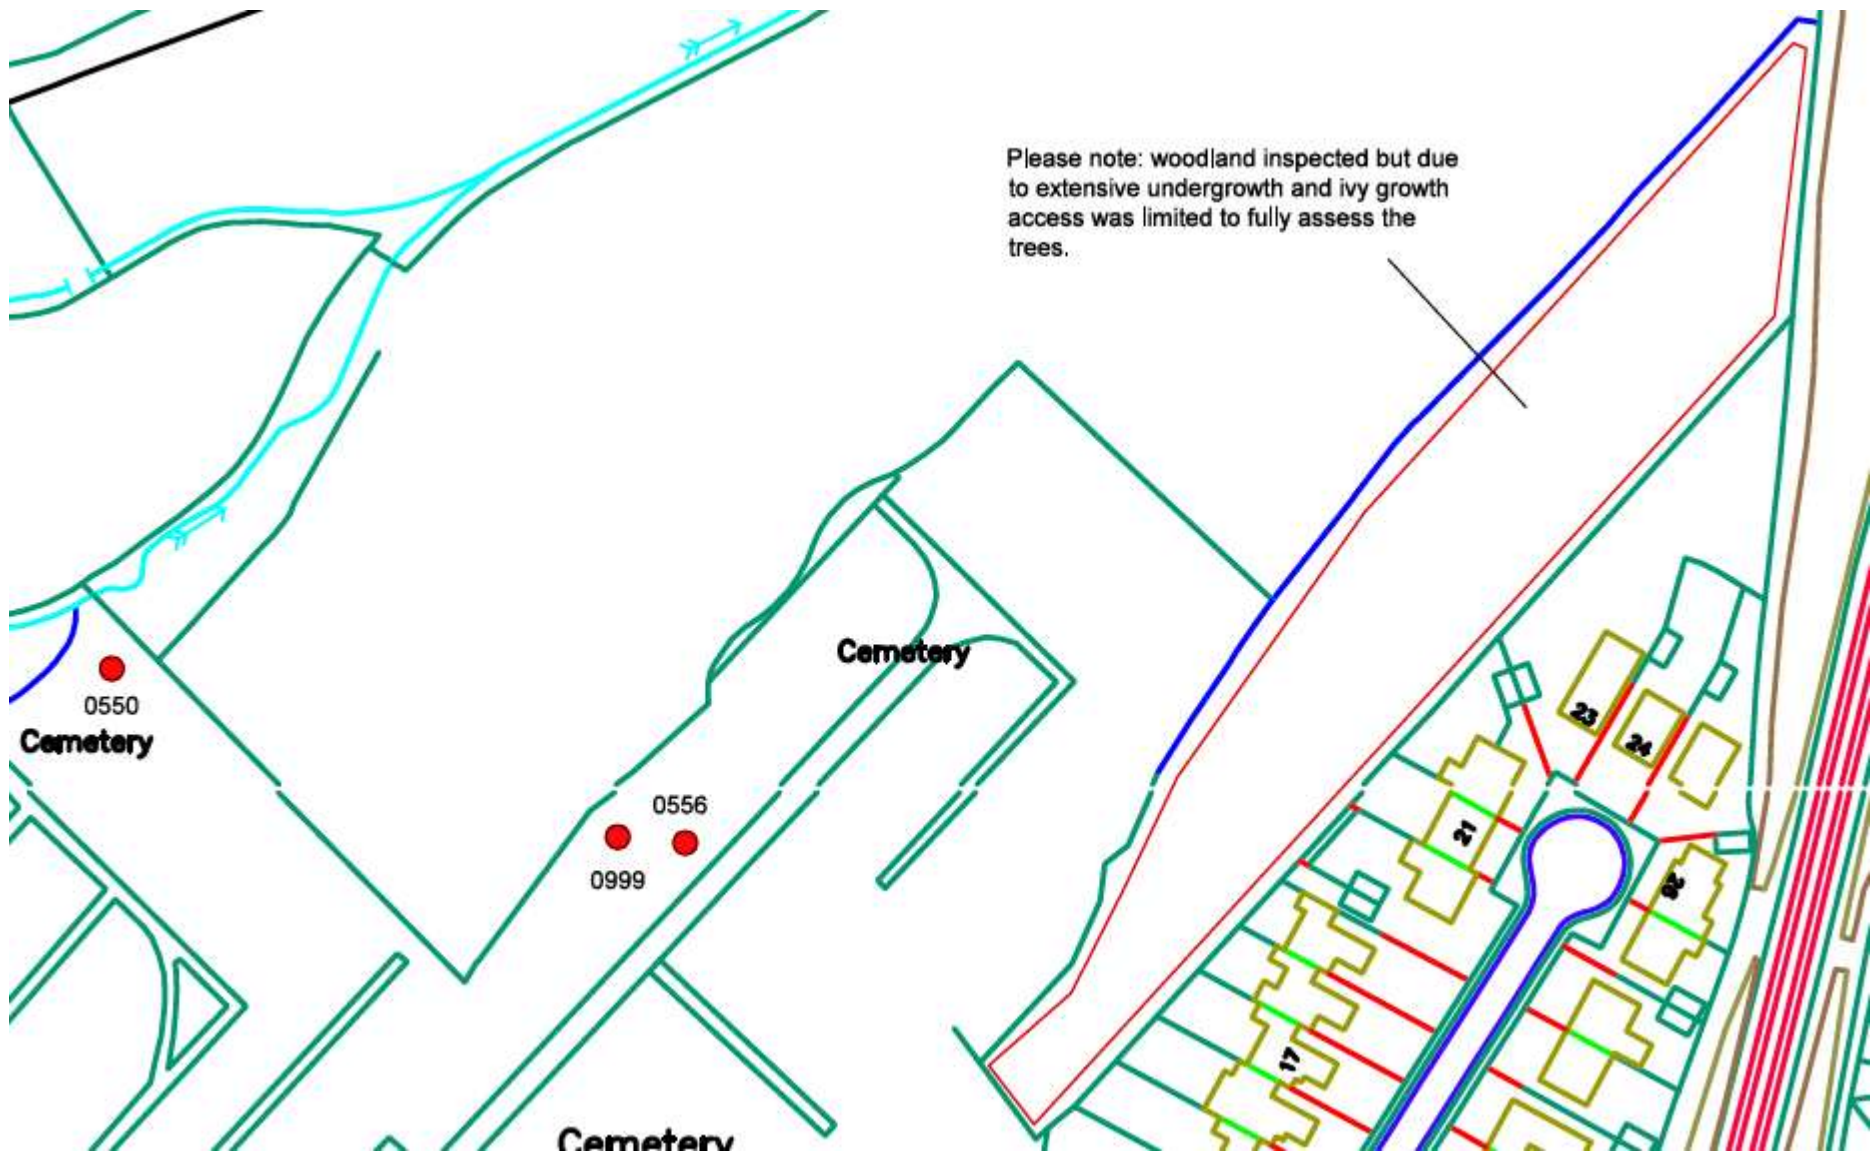 Please note: woodland inspected but due
to extensive undergrowth and ivy growth
access was limited to fully assess the
trees.
Cemetery
0550
Cemetery
23
24
0556
21
0999
26
17
Cemetery